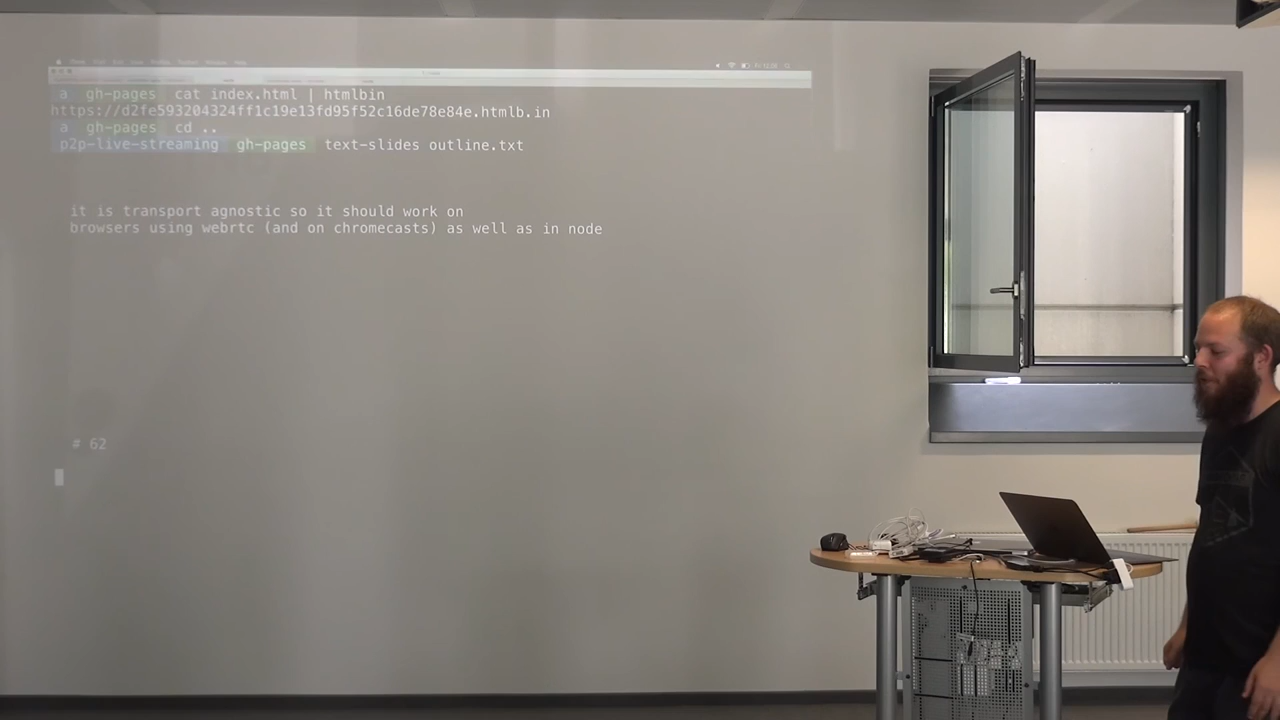 a gh-pages cat index.html | htmlbin
https://d2fe593204324ff1c19e13fd95f52c16de78e84e.htmlb.in
a gh-pages cd ..
p2p-live-streaming gh-pages text-slides outline.txt
it is transport agnostic so it should work on
browsers using webrtc (and on chromecasts) as well as in node
# 62